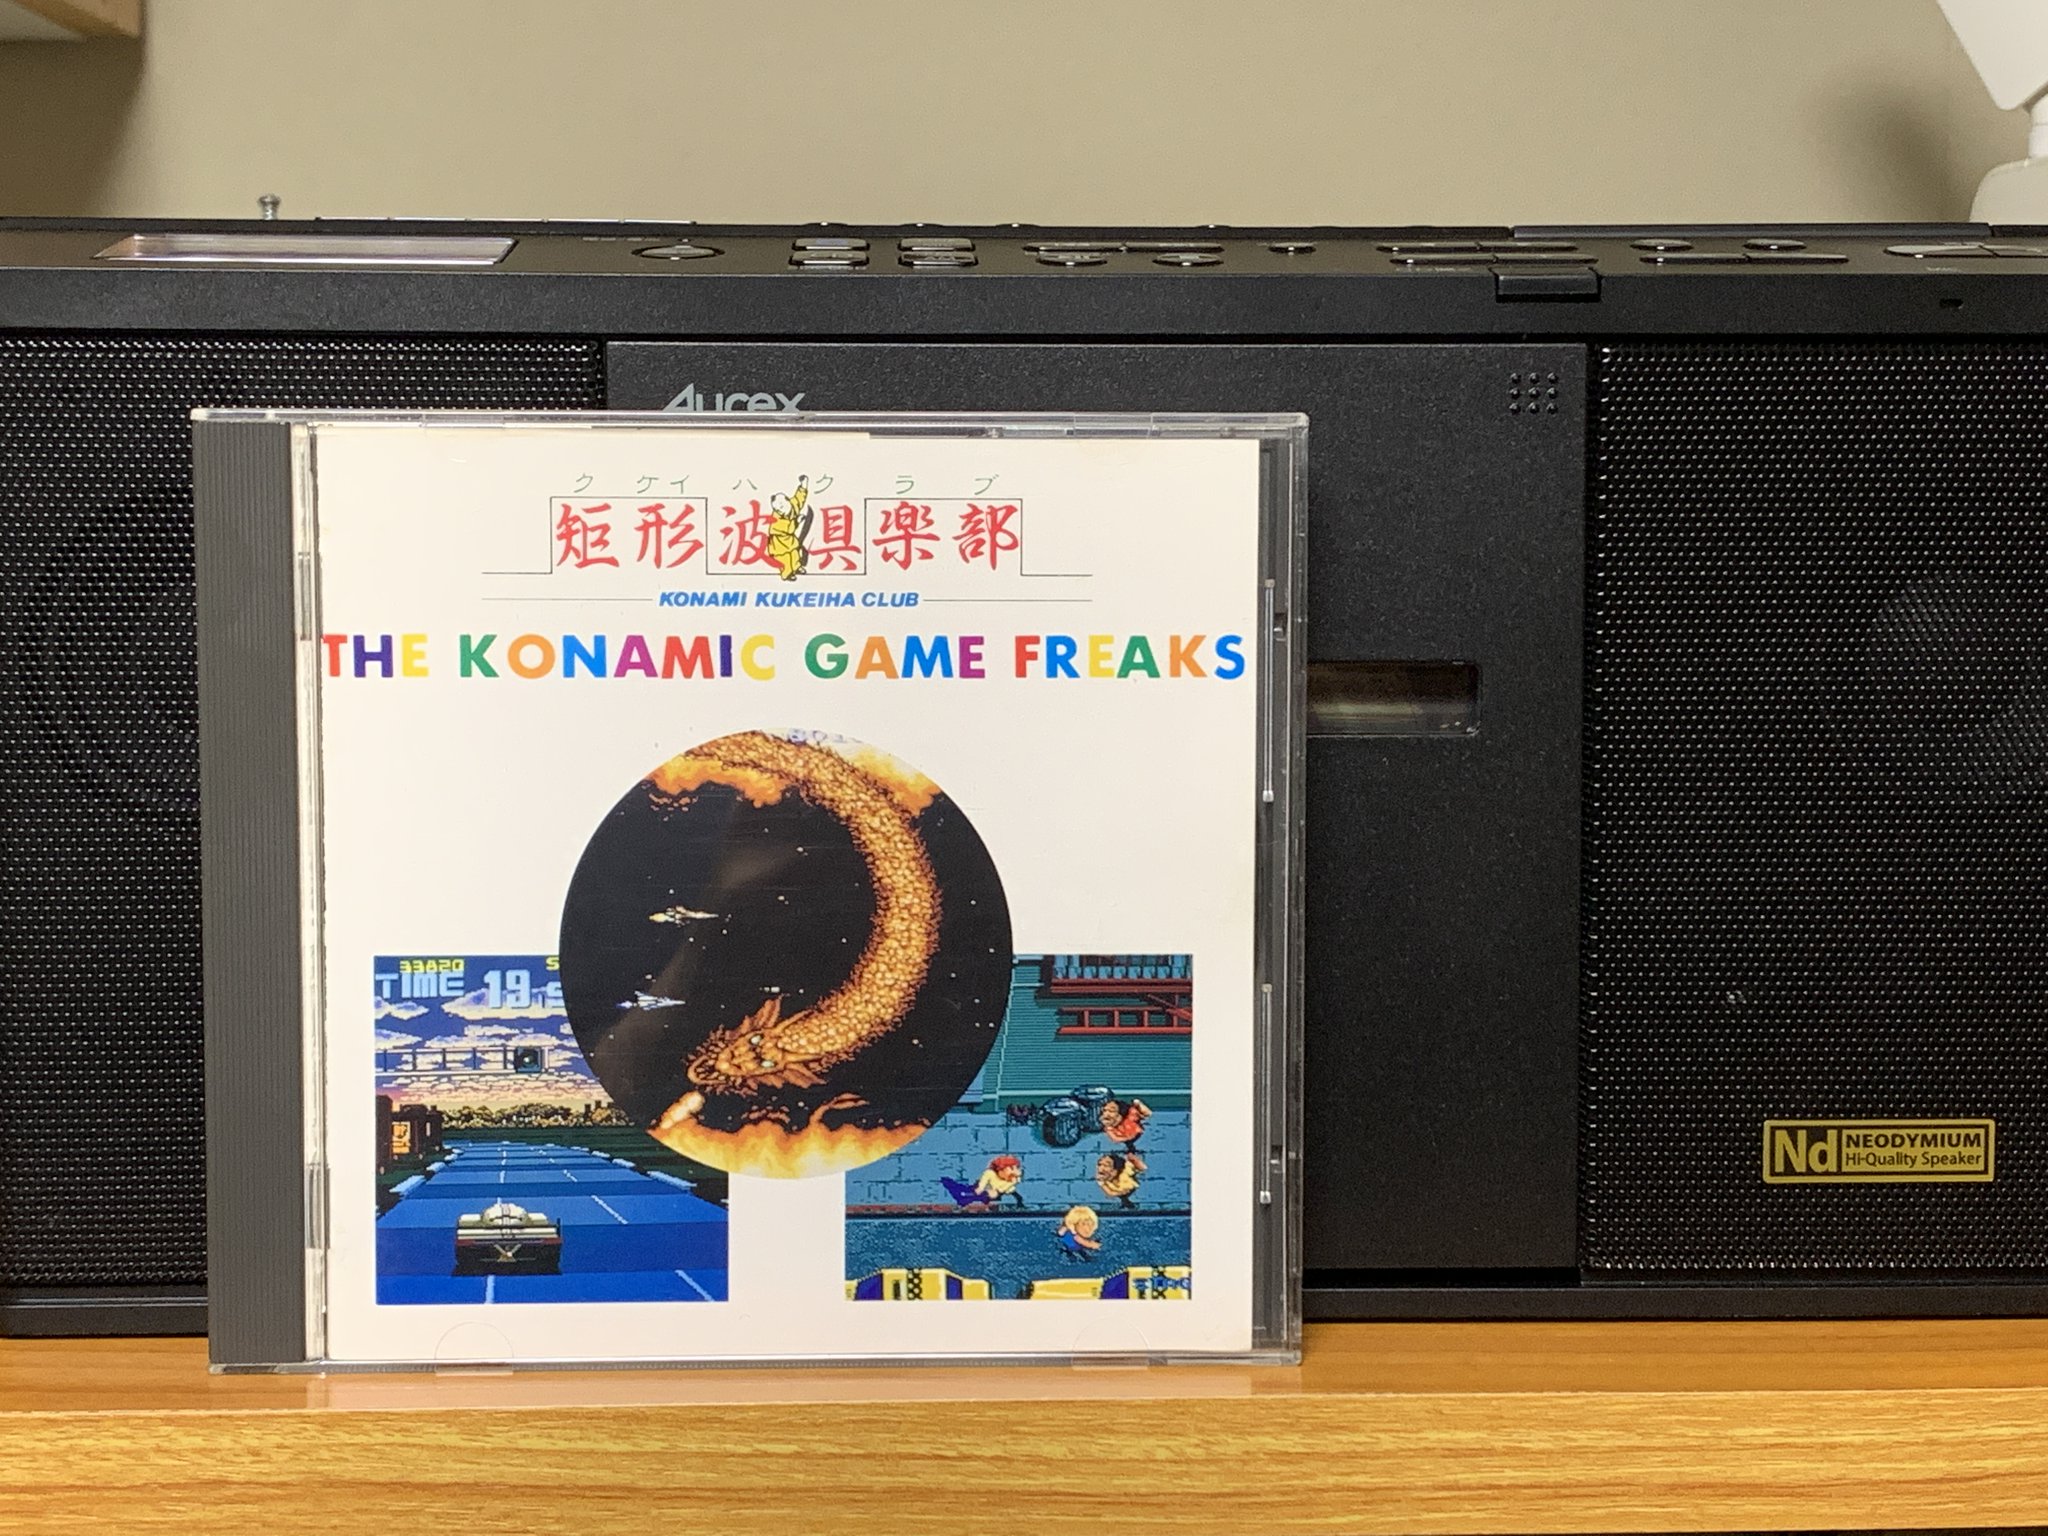 Aurex
クケイハクラブ
矩形波倶楽部
KONAMI KUKEIHA CLUB
THE KONAMIC GAME FREAKS
33820
TIME 19
Nd NEODYMIUM
Hi-Quality Speaker